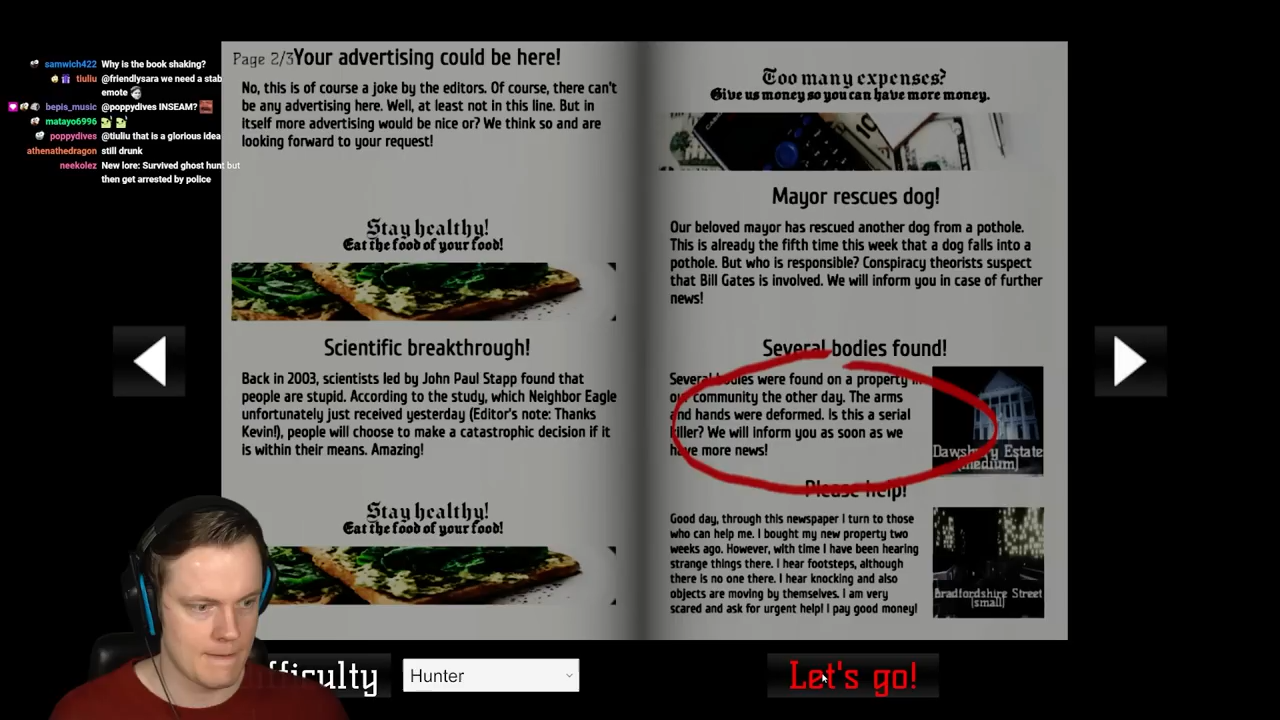 samwich422 Why is the book shaking?
tiuliu @friendlysara we need a stab
emote
bepis_music @poppydives INSEAM?
matayo6996
poppydives @tiuliu that is a glorious idea
athenathedragon still drunk
neekolez New lore: Survived ghost hunt but
then get arrested by police
Page 2/3
Your advertising could be here!
No, this is of course a joke by the editors. Of course, there can't
be any advertising here. Well, at least not in this line. But in
itself more advertising would be nice or? We think so and are
looking forward to your request!
Stay healthy!
Eat the food of your food!
Scientific breakthrough!
Back in 2003, scientists led by John Paul Stapp found that
people are stupid. According to the study, which Neighbor Eagle
unfortunately just received yesterday (Editor's note: Thanks
Kevin!), people will choose to make a catastrophic decision if it
is within their means. Amazing!
Stay healthy!
Eat the food of your food!
Too many expenses?
Give us money so you can have more money.
Mayor rescues dog!
Our beloved mayor has rescued another dog from a pothole.
This is already the fifth time this week that a dog falls into a
pothole. But who is responsible? Conspiracy theorists suspect
that Bill Gates is involved. We will inform you in case of further
news!
Several bodies found!
Several bodies were found on a property in
our community the other day. The arms
and hands were deformed. Is this a serial
killer? We will inform you as soon as we
have more news!
Dawsbury Estate
(medium)
Please help!
Good day, through this newspaper I turn to those
who can help me. I bought my new property two
weeks ago. However, with time I have been hearing
strange things there. I hear footsteps, although
there is no one there. I hear knocking and also
objects are moving by themselves. I am very
scared and ask for urgent help! I pay good money!
Bradfordshire Street
(small)
fficulty
Hunter
Let's go!